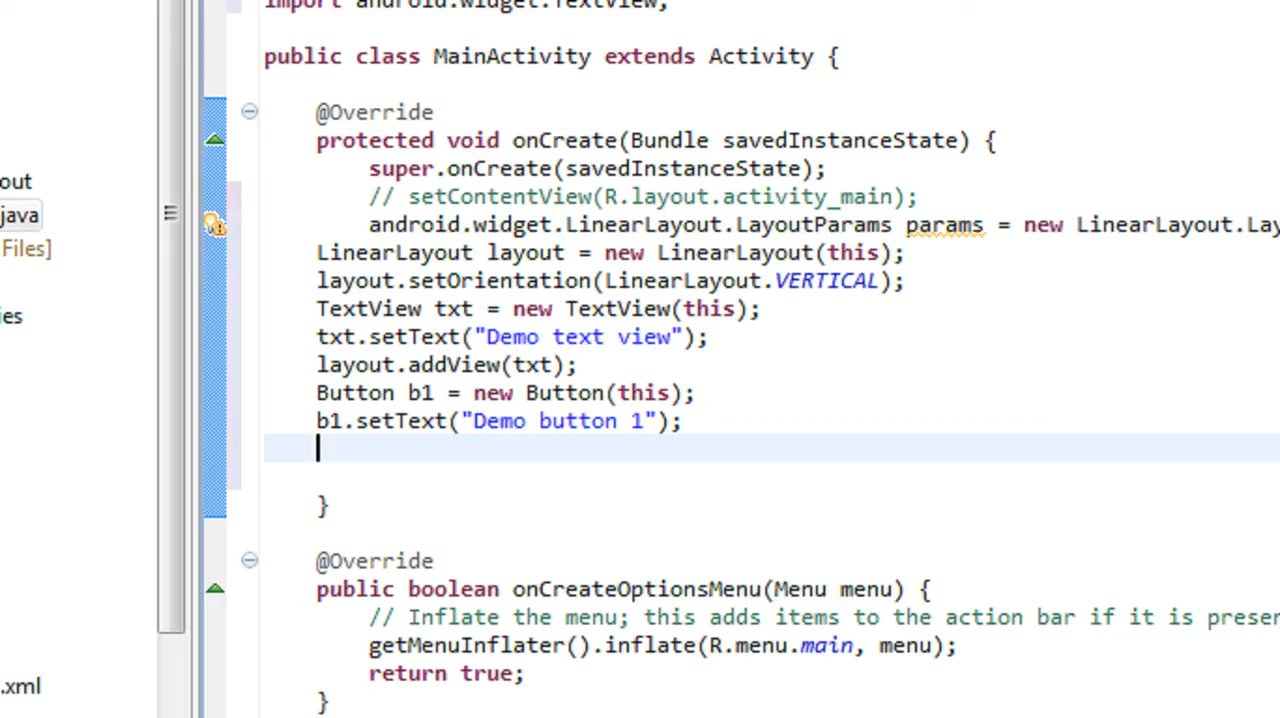 import android.widget.TextView;
public class MainActivity extends Activity {
@Override
protected void onCreate(Bundle savedInstanceState) {
super.onCreate(savedInstanceState);
out
// setContentView(R.layout.activity_main);
java
android.widget.LinearLayout.LayoutParams params = new LinearLayout.Lay
Files]
LinearLayout layout = new LinearLayout(this);
layout.setOrientation(LinearLayout.VERTICAL);
ies
TextView txt = new TextView(this);
txt.setText("Demo text view");
layout.addView(txt);
Button b1 = new Button(this);
b1.setText("Demo button 1");
}
@Override
public boolean onCreateOptionsMenu(Menu menu) {
// Inflate the menu; this adds items to the action bar if it is presen
getMenuInflater().inflate(R.menu.main, menu);
return true;
.xml
}